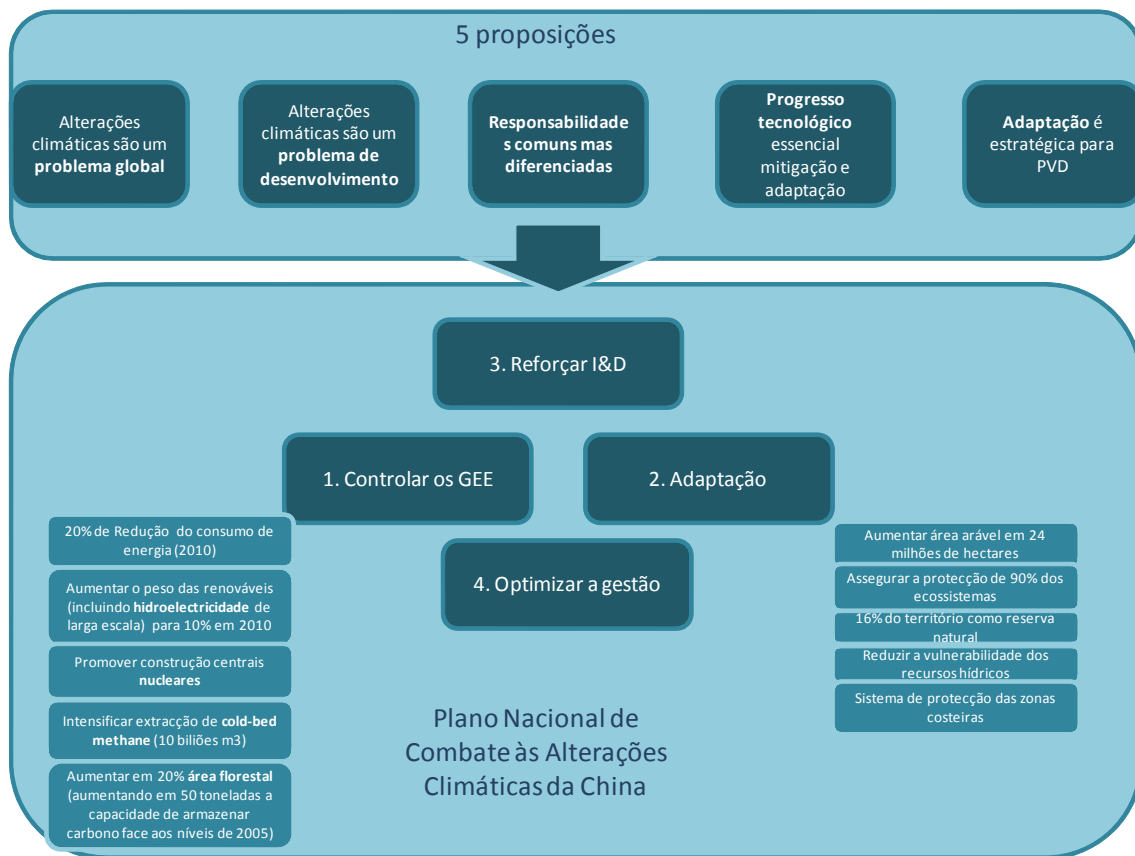 5 proposições
Alterações
climáticas são um
problema global
Alterações
climáticas são um
problema de
desenvolvimento
Responsabilidade
s comuns mas
diferenciadas
Progresso
tecnológico
essencial
mitigação e
adaptação
Adaptação é
estratégica para
PVD
3. Reforçar I&D
1. Controlar os GEE
2. Adaptação
4. Optimizar a gestão
20% de Redução do consumo de
energia (2010)
Aumentar o peso das renováveis
(incluindo hidroelectricidade de
larga escala) para 10% em 2010
Promover construção centrais
nucleares
Intensificar extracção de cold-bed
methane (10 biliões m3)
Aumentar em 20% área florestal
(aumentando em 50 toneladas a
capacidade de armazenar
carbono face aos níveis de 2005)
Aumentar área arável em 24
milhões de hectares
Assegurar a protecção de 90% dos
ecossistemas
16% do território como reserva
natural
Reduzir a vulnerabilidade dos
recursos hídricos
Sistema de protecção das zonas
costeiras
Plano Nacional de
Combate às Alterações
Climáticas da China